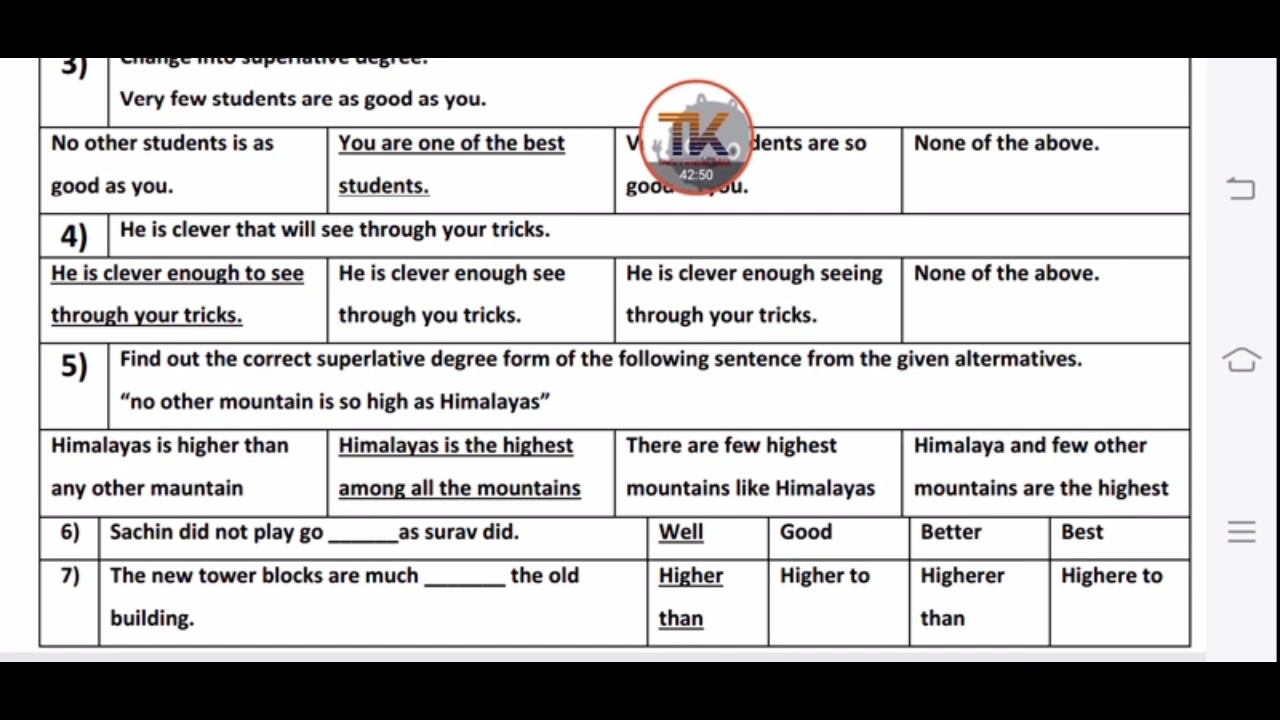 3) Change into superlative degree.
Very few students are as good as you.
No other students is as good as you.
You are one of the best students.
dents are so
good
u.
None of the above.
4) He is clever that will see through your tricks.
He is clever enough to see through your tricks.
He is clever enough see through you tricks.
He is clever enough seeing through your tricks.
None of the above.
5) Find out the correct superlative degree form of the following sentence from the given altermatives.
“no other mountain is so high as Himalayas”
Himalayas is higher than any other mauntain
Himalayas is the highest among all the mountains
There are few highest mountains like Himalayas
Himalaya and few other mountains are the highest
6) Sachin did not play go ______as surav did.
Well
Good
Better
Best
7) The new tower blocks are much _______ the old building.
Higher than
Higher to
Higherer than
Highere to
TK
42:50